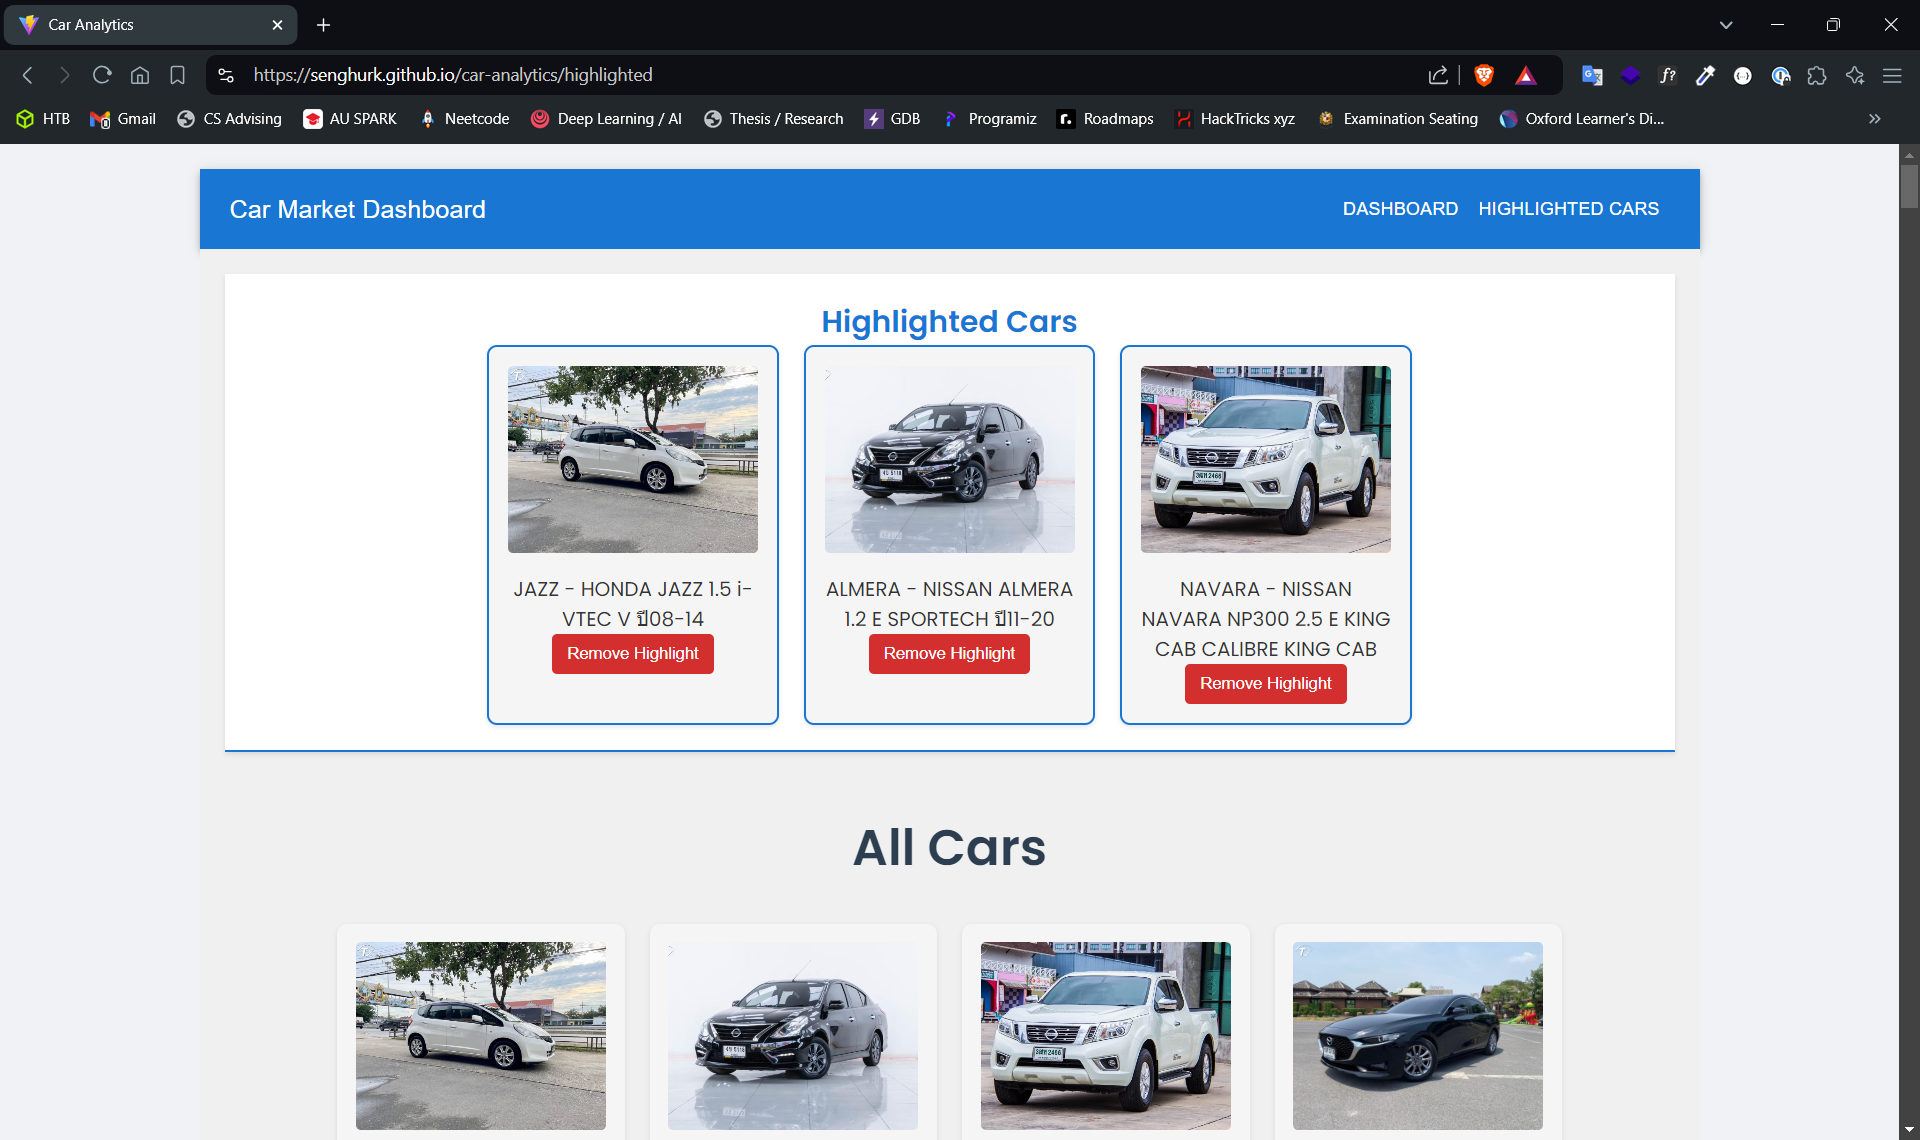 Car Analytics
https://senghurk.github.io/car-analytics/highlighted
HTB
Gmail
CS Advising
AU SPARK
Neetcode
Deep Learning / AI
Thesis / Research
GDB
Programiz
Roadmaps
HackTricks xyz
Examination Seating
Oxford Learner's Di...
Car Market Dashboard
DASHBOARD
HIGHLIGHTED CARS
Highlighted Cars
JAZZ - HONDA JAZZ 1.5 i-
VTEC V ปี08-14
Remove Highlight
ALMERA - NISSAN ALMERA
1.2 E SPORTECH ปี11-20
Remove Highlight
NAVARA - NISSAN
NAVARA NP300 2.5 E KING
CAB CALIBRE KING CAB
Remove Highlight
All Cars